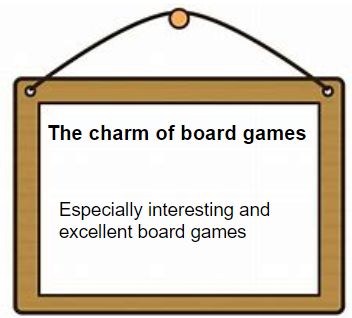 The charm of board games
Especially interesting and
excellent board games